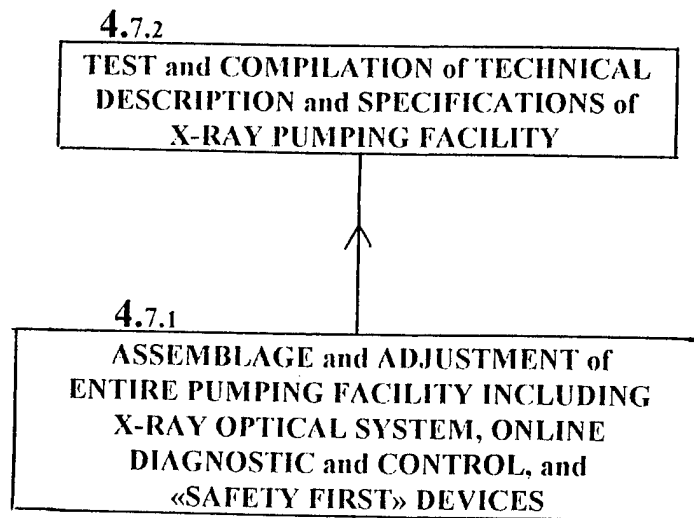 4.7.2
TEST and COMPILATION of TECHNICAL
DESCRIPTION and SPECIFICATIONS of
X-RAY PUMPING FACILITY
4.7.1
ASSEMBLAGE and ADJUSTMENT of
ENTIRE PUMPING FACILITY INCLUDING
X-RAY OPTICAL SYSTEM, ONLINE
DIAGNOSTIC and CONTROL, and
«SAFETY FIRST» DEVICES